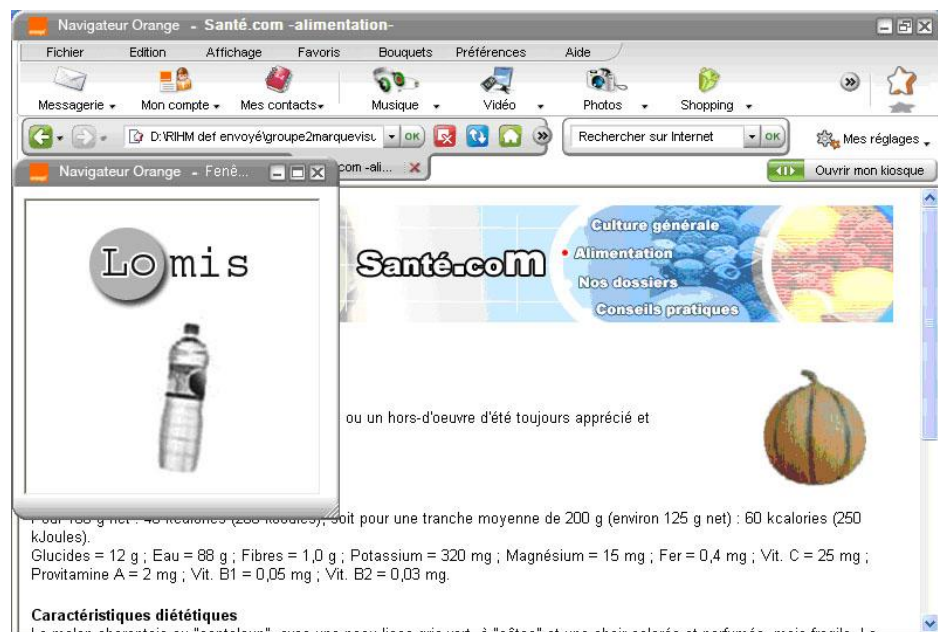 Navigateur Orange - Santé.com -alimentation-
Fichier Edition Affichage Favoris Bouquets Préférences Aide
Messagerie Mon compte Mes contacts Musique Vidéo Photos Shopping
D:\RIHM def envoyé\groupe2marquevisu OK Rechercher sur Internet OK Mes réglages
Navigateur Orange - Fenê... com -ali... Ouvrir mon kiosque
Lomis
Santé.com
Culture générale
Alimentation
Nos dossiers
Conseils pratiques
ou un hors-d'oeuvre d'été toujours apprécié et
soit pour une tranche moyenne de 200 g (environ 125 g net) : 60 kcalories (250
kJoules).
Glucides = 12 g ; Eau = 88 g ; Fibres = 1,0 g ; Potassium = 320 mg ; Magnésium = 15 mg ; Fer = 0,4 mg ; Vit. C = 25 mg ;
Provitamine A = 2 mg ; Vit. B1 = 0,05 mg ; Vit. B2 = 0,03 mg.
Caractéristiques diététiques